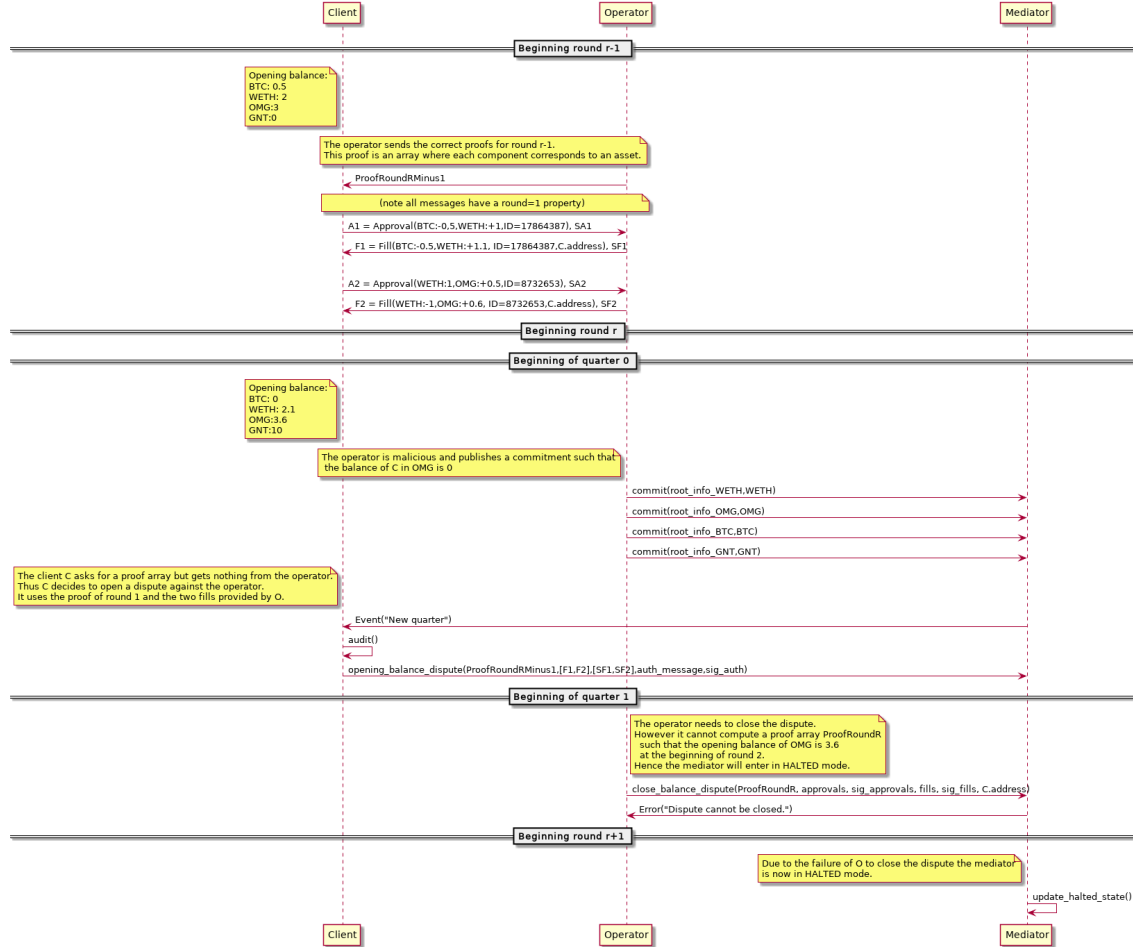 Client
Operator
Mediator
Beginning round r-1
Opening balance:
BTC: 0.5
WETH: 2
OMG:3
GNT:0
The operator sends the correct proofs for round r-1.
This proof is an array where each component corresponds to an asset.
ProofRoundRMinus1
(note all messages have a round=1 property)
A1 = Approval(BTC:-0,5,WETH:+1,ID=17864387), SA1
F1 = Fill(BTC:-0.5,WETH:+1.1, ID=17864387,C.address), SF1
A2 = Approval(WETH:1,OMG:+0.5,ID=8732653), SA2
F2 = Fill(WETH:-1,OMG:+0.6, ID=8732653,C.address), SF2
Beginning round r
Beginning of quarter 0
Opening balance:
BTC: 0
WETH: 2.1
OMG:3.6
GNT:10
The operator is malicious and publishes a commitment such that
the balance of C in OMG is 0
commit(root_info_WETH,WETH)
commit(root_info_OMG,OMG)
commit(root_info_BTC,BTC)
commit(root_info_GNT,GNT)
The client C asks for a proof array but gets nothing from the operator.
Thus C decides to open a dispute against the operator.
It uses the proof of round 1 and the two fills provided by O.
Event("New quarter")
audit()
opening_balance_dispute(ProofRoundRMinus1,[F1,F2],[SF1,SF2],auth_message,sig_auth)
Beginning of quarter 1
The operator needs to close the dispute.
However it cannot compute a proof array ProofRoundR
such that the opening balance of OMG is 3.6
at the beginning of round 2.
Hence the mediator will enter in HALTED mode.
close_balance_dispute(ProofRoundR, approvals, sig_approvals, fills, sig_fills, C.address)
Error("Dispute cannot be closed.")
Beginning round r+1
Due to the failure of O to close the dispute the mediator
is now in HALTED mode.
update_halted_state()
Client
Operator
Mediator